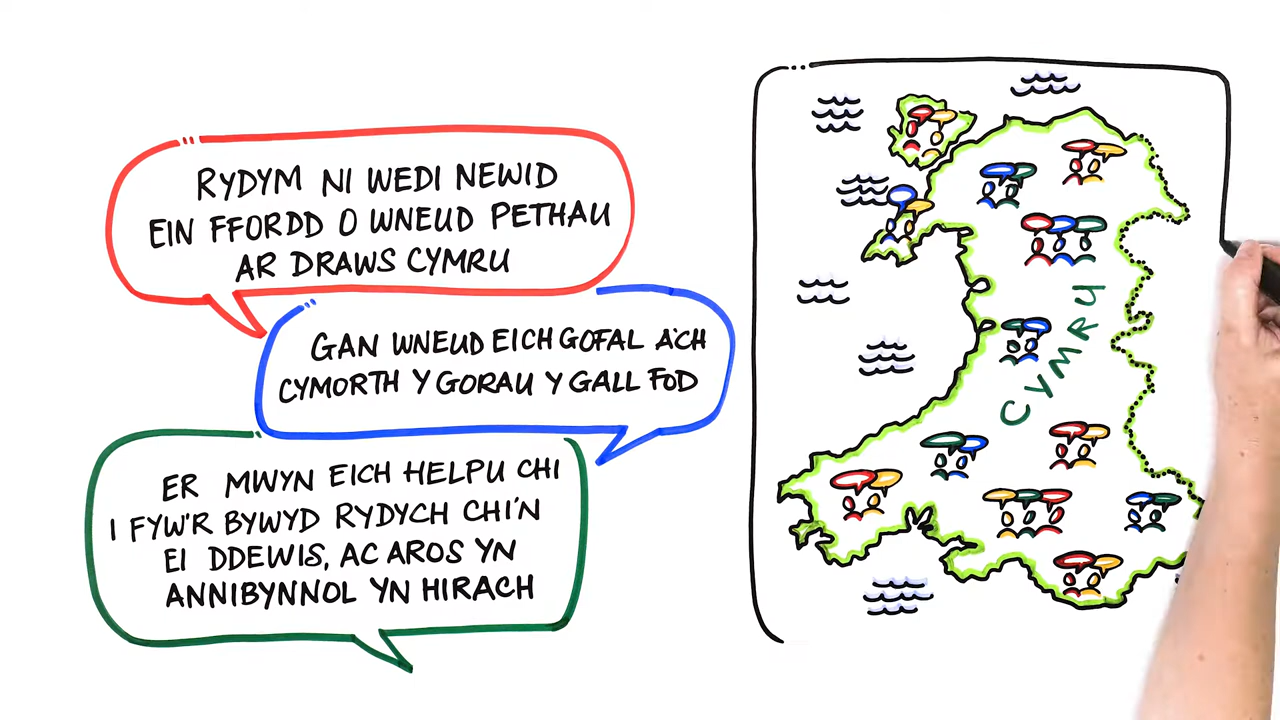 RYDYM NI WEDI NEWID
EIN FFORDD O WNEUD PETHAU
AR DRAWS CYMRU
GAN WNEUD EICH GOFAL A'CH
CYMORTH Y GORAU Y GALL FOD
ER MWYN EICH HELPU CHI
I FYW'R BYWYD RYDYCH CHI'N
EI DDEWIS, AC AROS YN
ANNIBYNNOL YN HIRACH
CYMRU